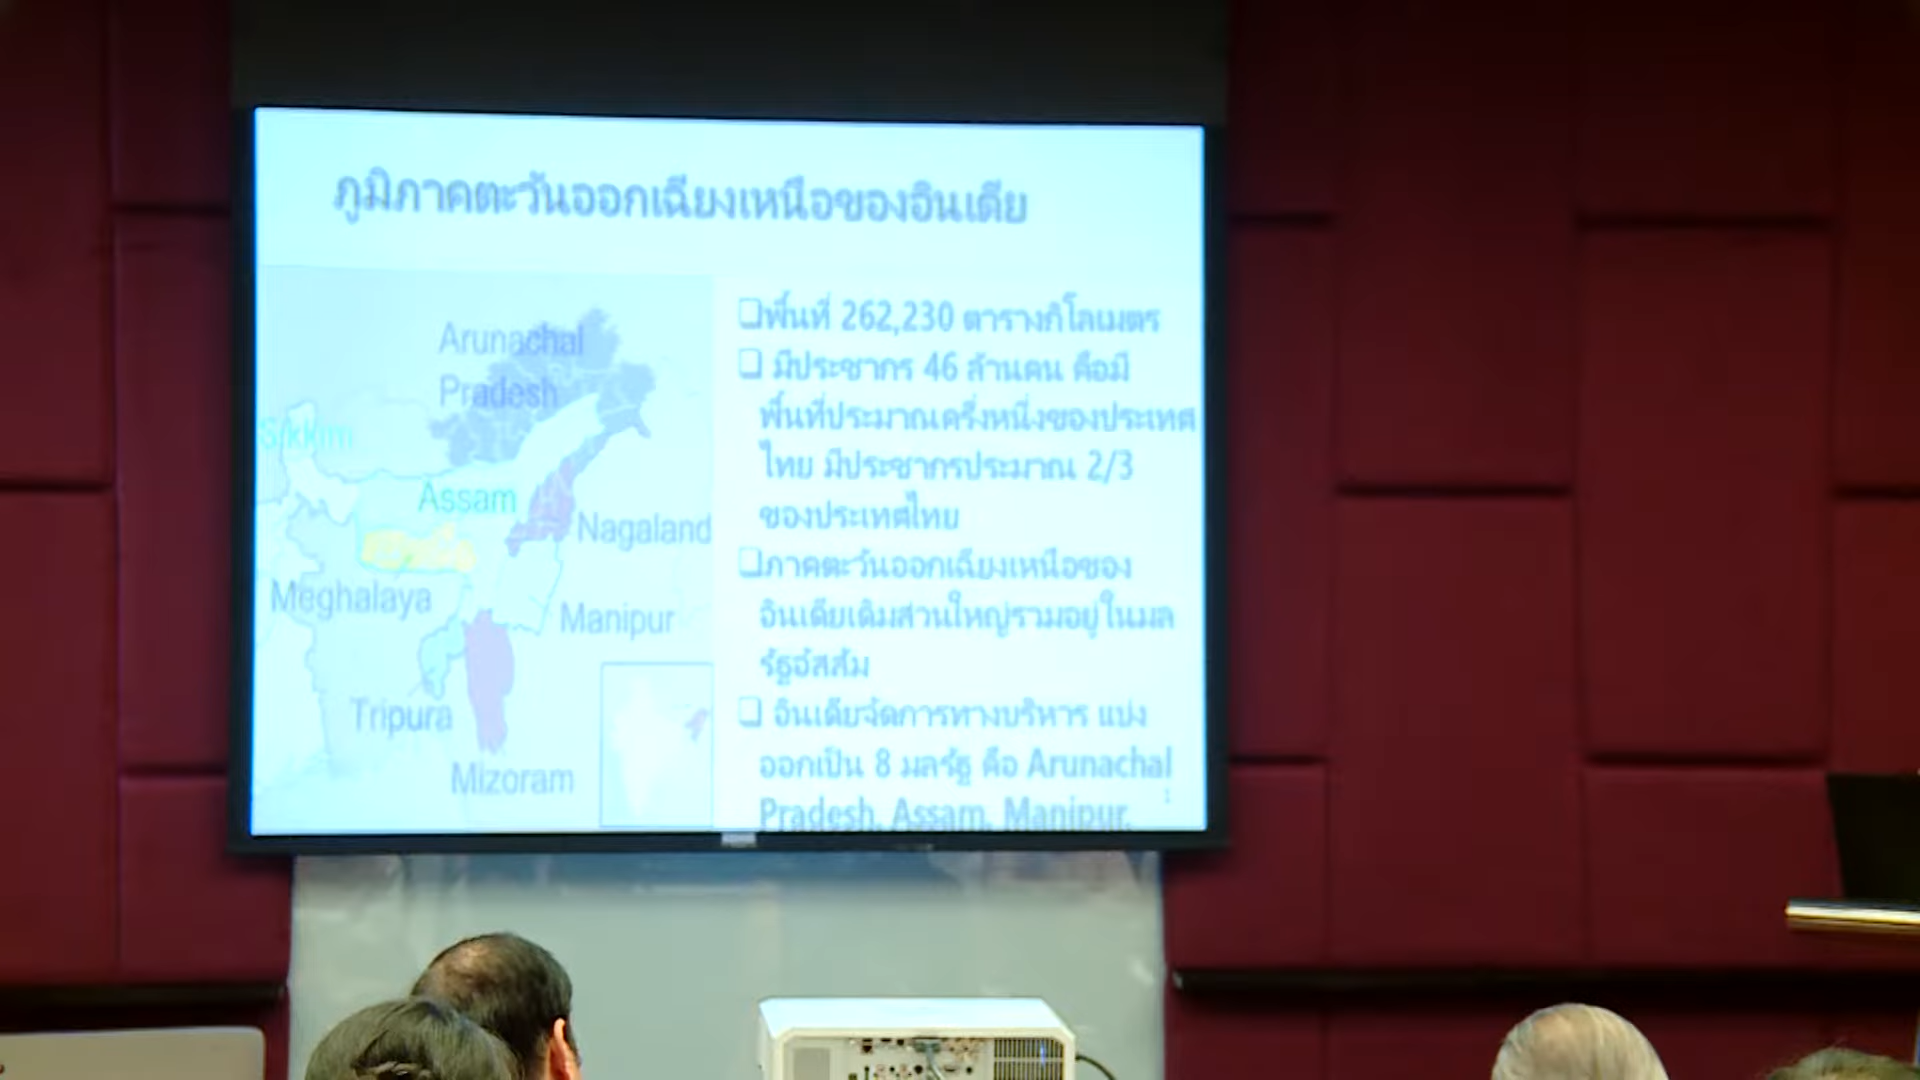 ภูมิภาคตะวันออกเฉียงเหนือของอินเดีย
Arunachal
Pradesh
Sikkim
Assam
Nagaland
Meghalaya
Manipur
Tripura
Mizoram
❑พื้นที่ 262,230 ตารางกิโลเมตร
❑ มีประชากร 46 ล้านคน คือมี
พื้นที่ประมาณครึ่งหนึ่งของประเทศ
ไทย มีประชากรประมาณ 2/3
ของประเทศไทย
❑ภาคตะวันออกเฉียงเหนือของ
อินเดียเดิมส่วนใหญ่รวมอยู่ในมล
รัฐอัสสัม
❑ อินเดียจัดการทางบริหาร แบ่ง
ออกเป็น 8 มลรัฐ คือ Arunachal
Pradesh, Assam, Manipur,